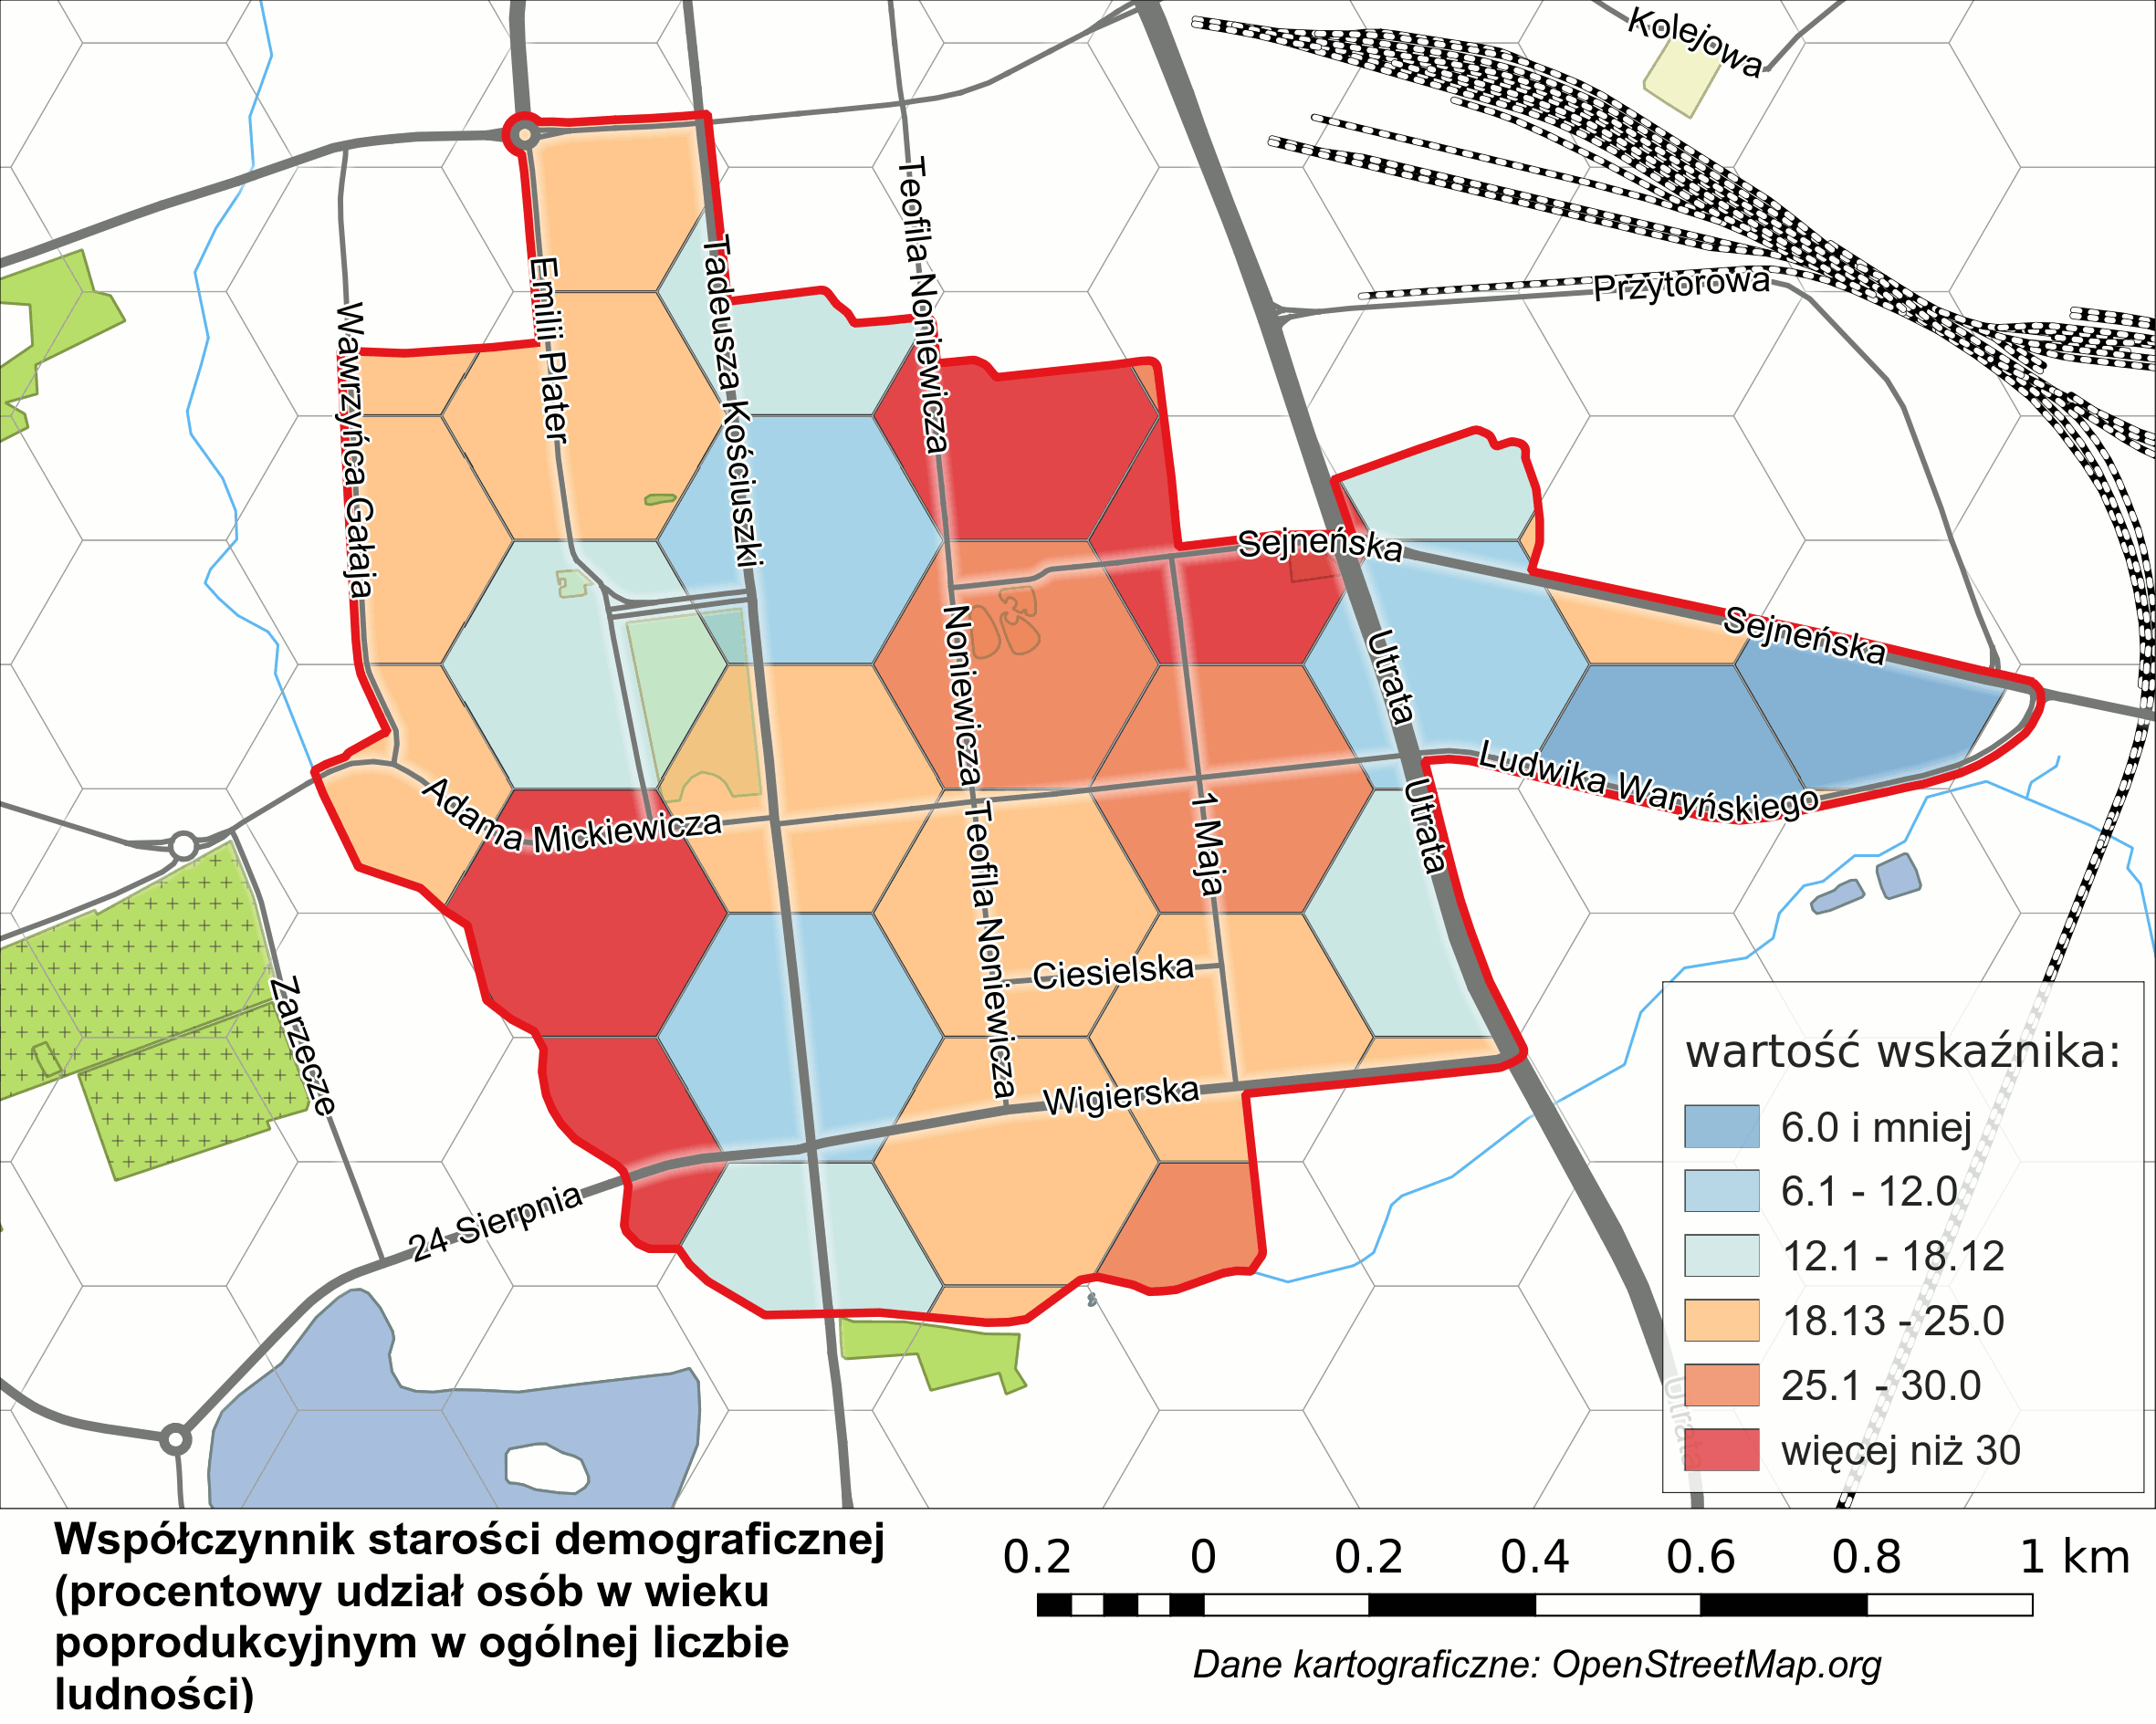 Kolejowa
Teofila Noniewicza
Tadeusza Kościuszki
Emilii Plater
Przytorowa
Wawrzyńca Gałaja
Sejneńska
Sejneńska
Noniewicza
Utrata
Ludwika Waryńskiego
Adama Mickiewicza
Utrata
1 Maja
Teofila Noniewicza
Ciesielska
Zarzecze
Wigierska
24 Sierpnia
Utrata
wartość wskaźnika:
6.0 i mniej
6.1 - 12.0
12.1 - 18.12
18.13 - 25.0
25.1 - 30.0
więcej niż 30
Współczynnik starości demograficznej
(procentowy udział osób w wieku
poprodukcyjnym w ogólnej liczbie
ludności)
0.2 0 0.2 0.4 0.6 0.8 1 km
Dane kartograficzne: OpenStreetMap.org